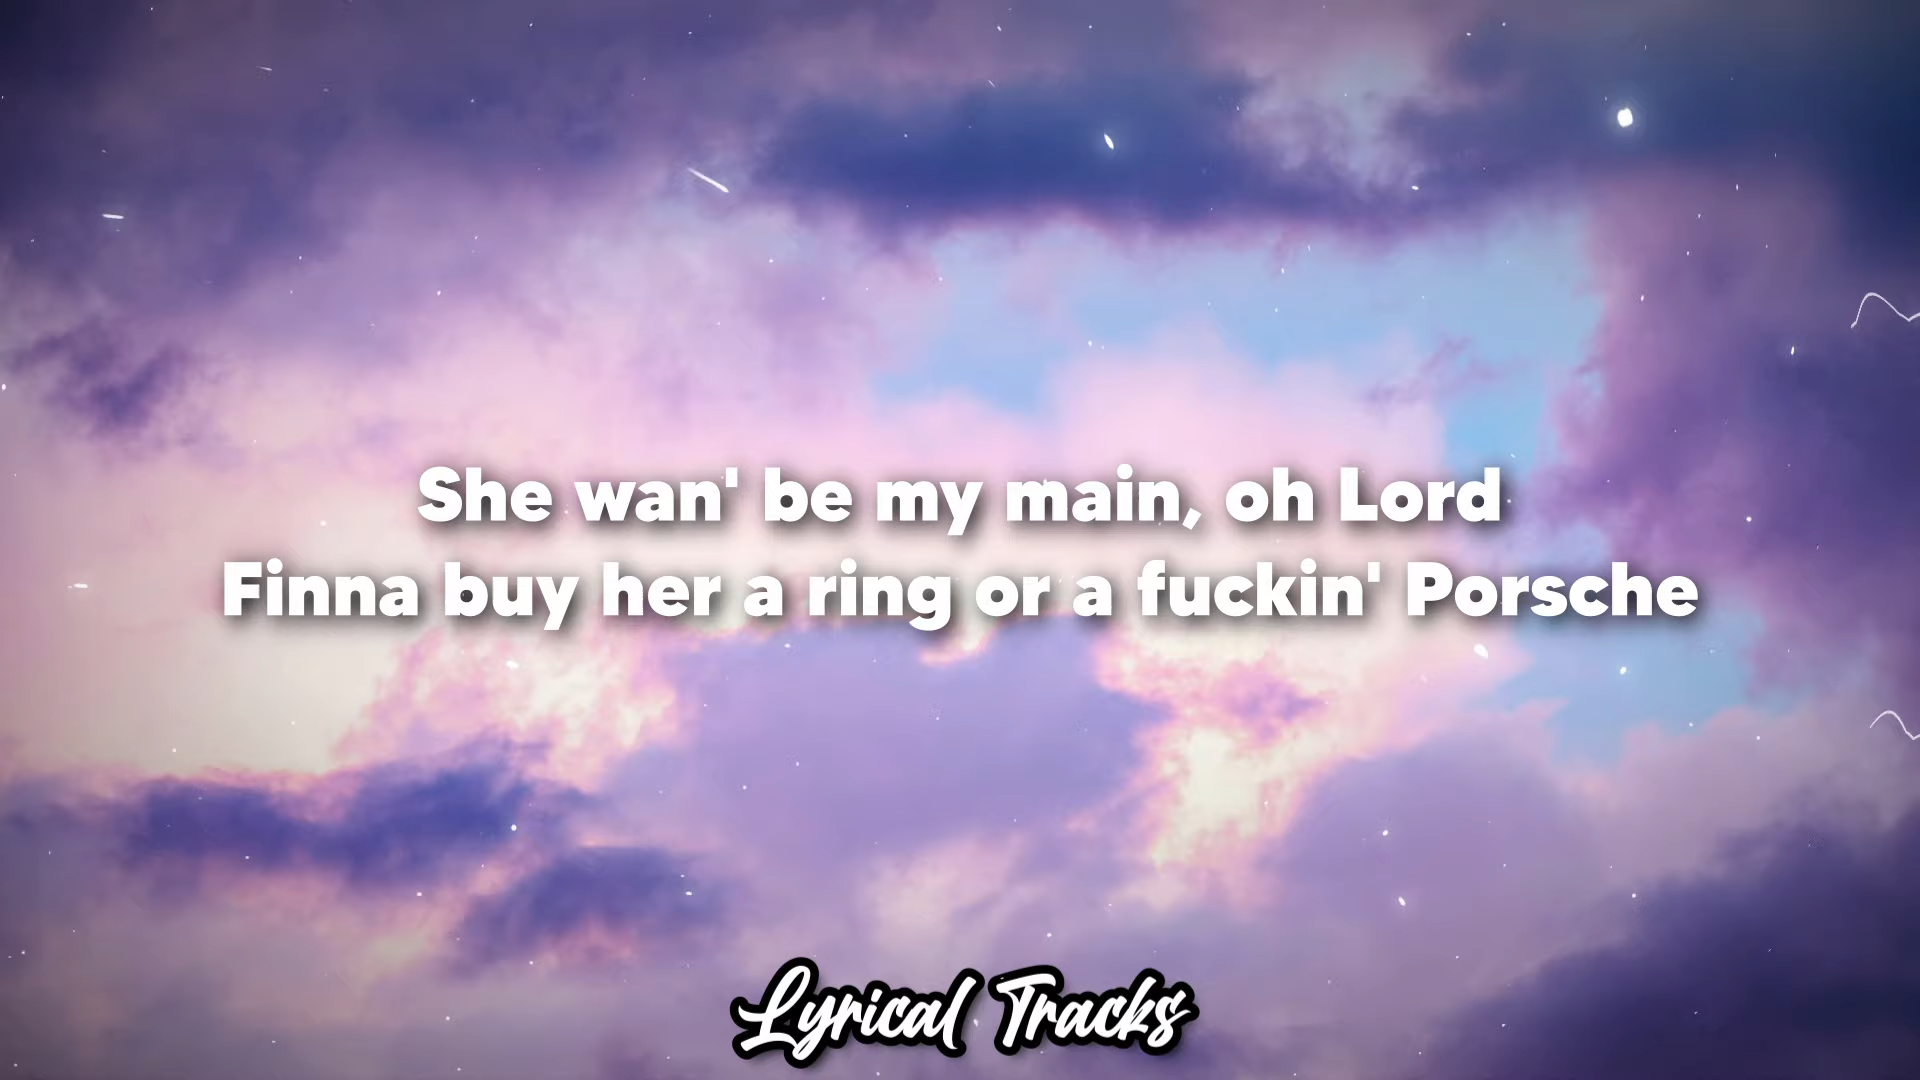 She wan' be my main, oh Lord
Finna buy her a ring or a fuckin' Porsche
Lyrical Tracks